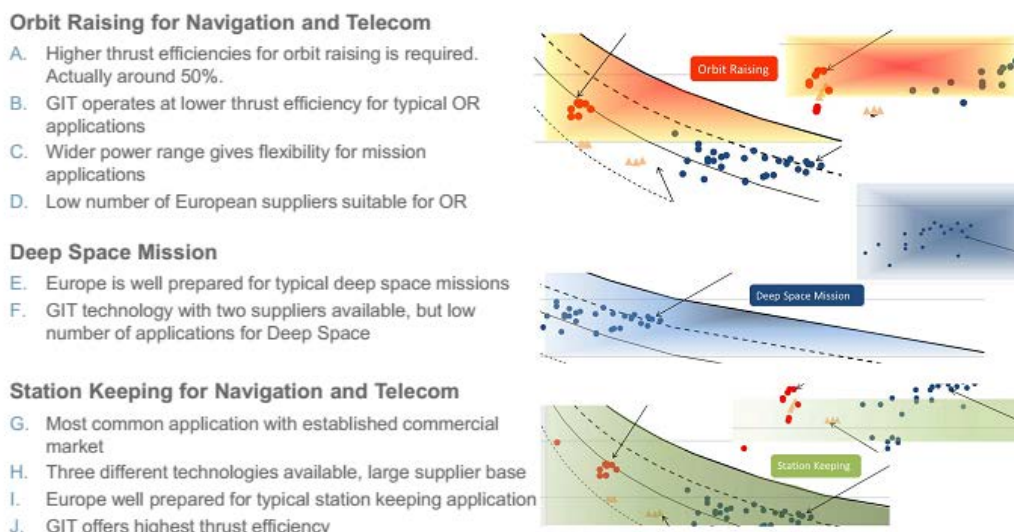 Orbit Raising for Navigation and Telecom
A. Higher thrust efficiencies for orbit raising is required.
Actually around 50%.
B. GIT operates at lower thrust efficiency for typical OR
applications
C. Wider power range gives flexibility for mission
applications
D. Low number of European suppliers suitable for OR
Orbit Raising
Deep Space Mission
E. Europe is well prepared for typical deep space missions
F. GIT technology with two suppliers available, but low
number of applications for Deep Space
Deep Space Mission
Station Keeping for Navigation and Telecom
G. Most common application with established commercial
market
H. Three different technologies available, large supplier base
I. Europe well prepared for typical station keeping application
J. GIT offers highest thrust efficiency
Station Keeping